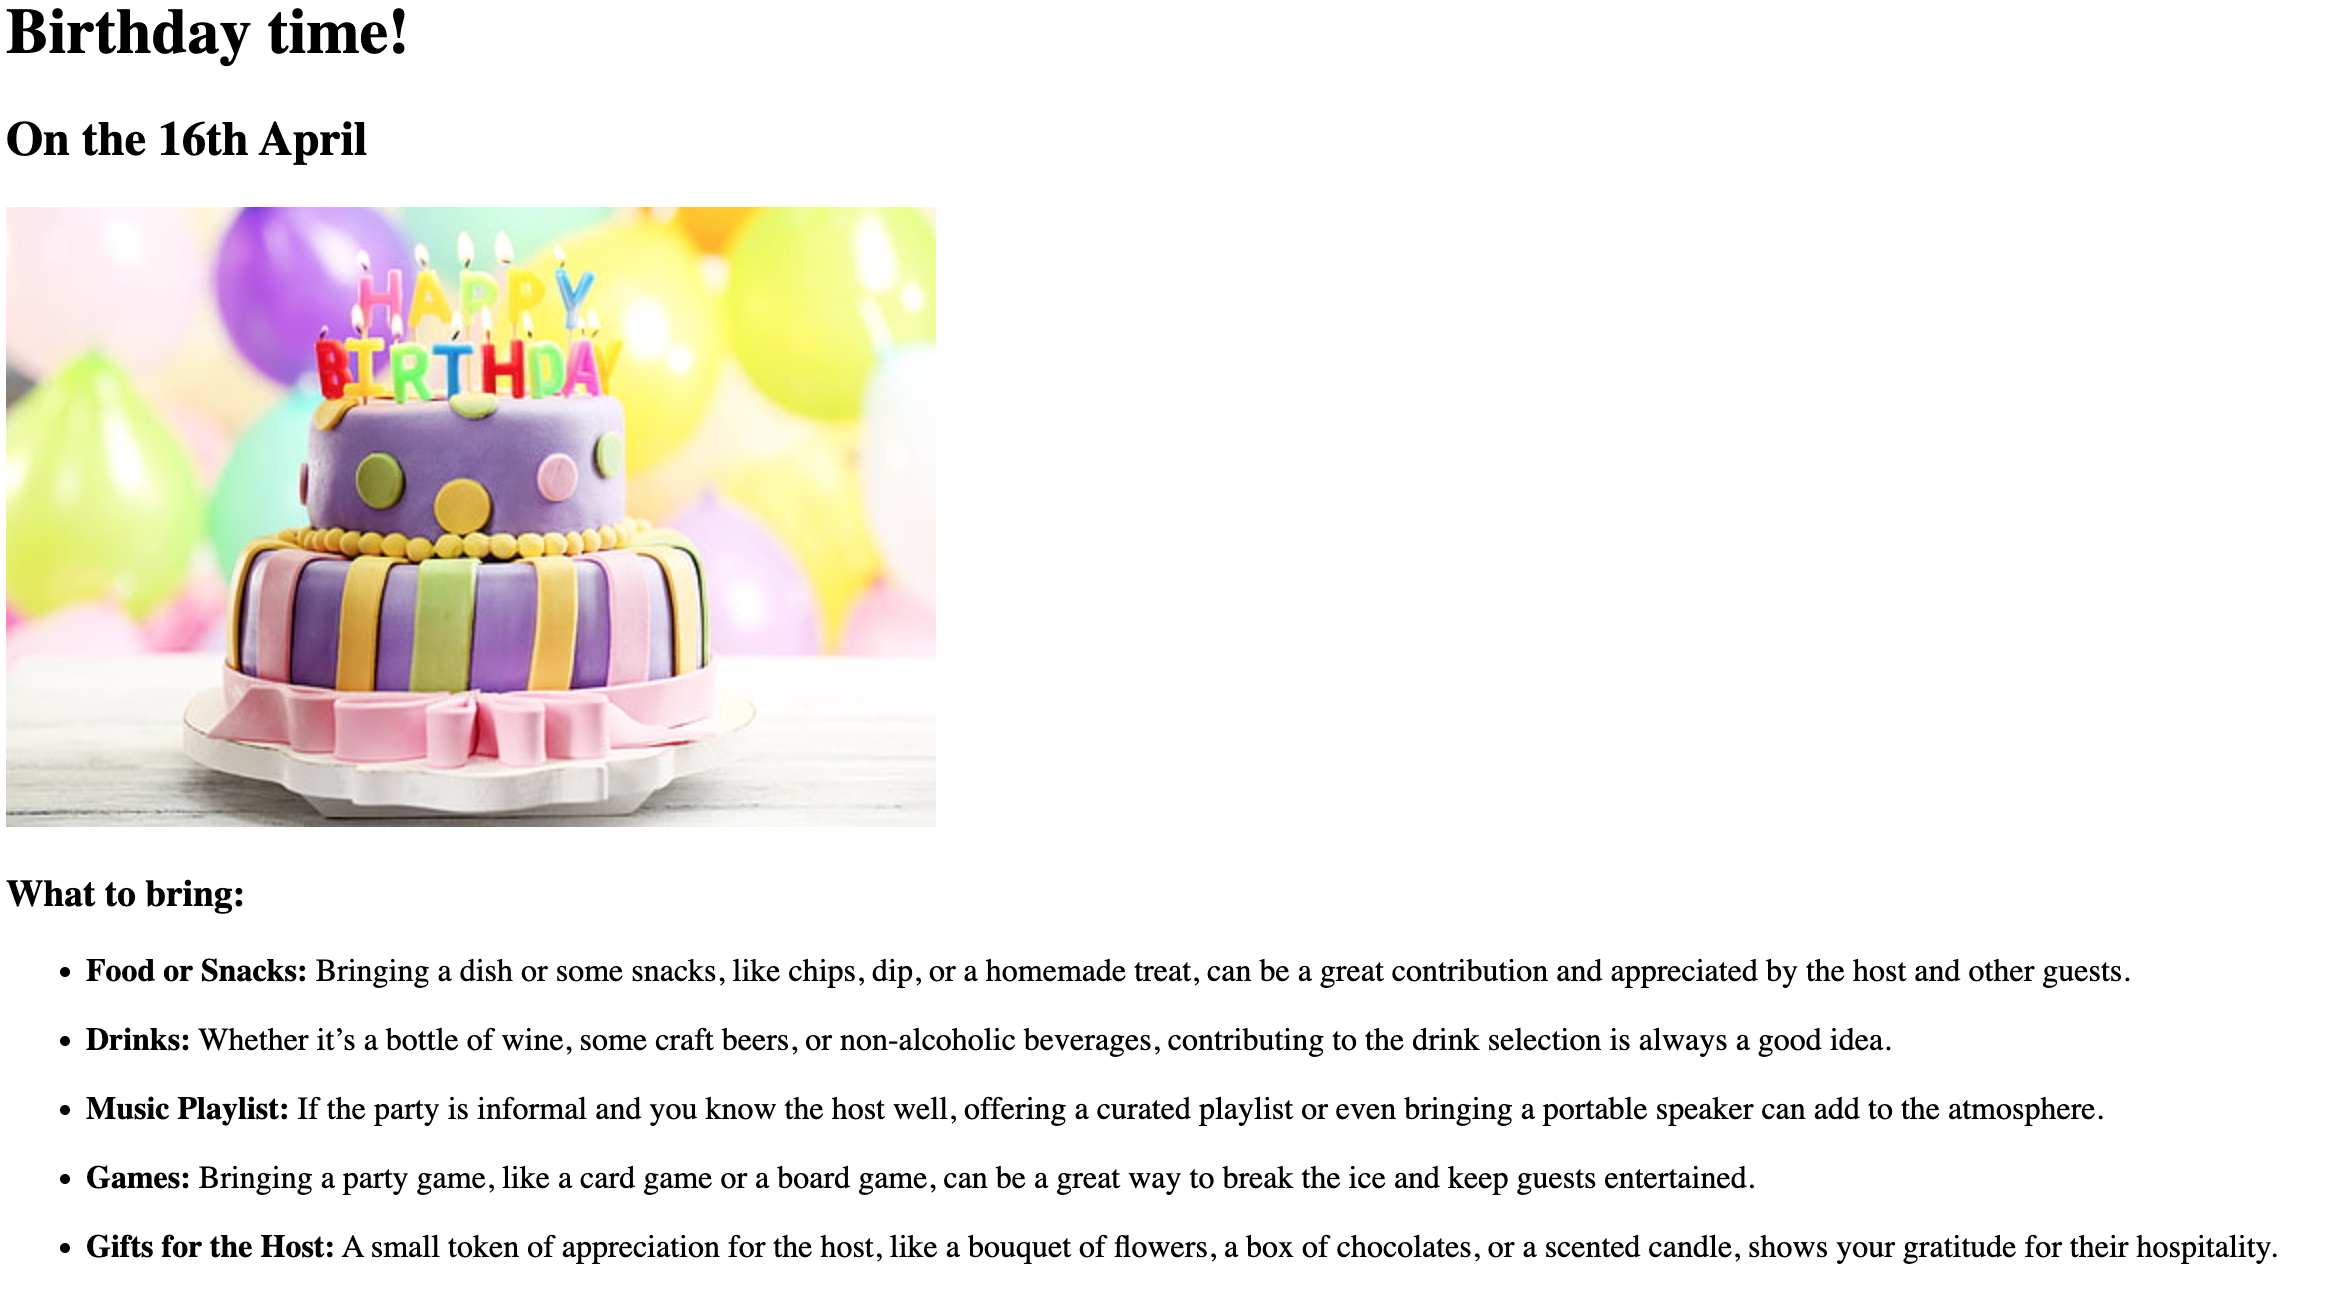 Birthday time!
On the 16th April
HAPPY
BIRTHDAY
What to bring:
• Food or Snacks: Bringing a dish or some snacks, like chips, dip, or a homemade treat, can be a great contribution and appreciated by the host and other guests.
• Drinks: Whether it’s a bottle of wine, some craft beers, or non-alcoholic beverages, contributing to the drink selection is always a good idea.
• Music Playlist: If the party is informal and you know the host well, offering a curated playlist or even bringing a portable speaker can add to the atmosphere.
• Games: Bringing a party game, like a card game or a board game, can be a great way to break the ice and keep guests entertained.
• Gifts for the Host: A small token of appreciation for the host, like a bouquet of flowers, a box of chocolates, or a scented candle, shows your gratitude for their hospitality.